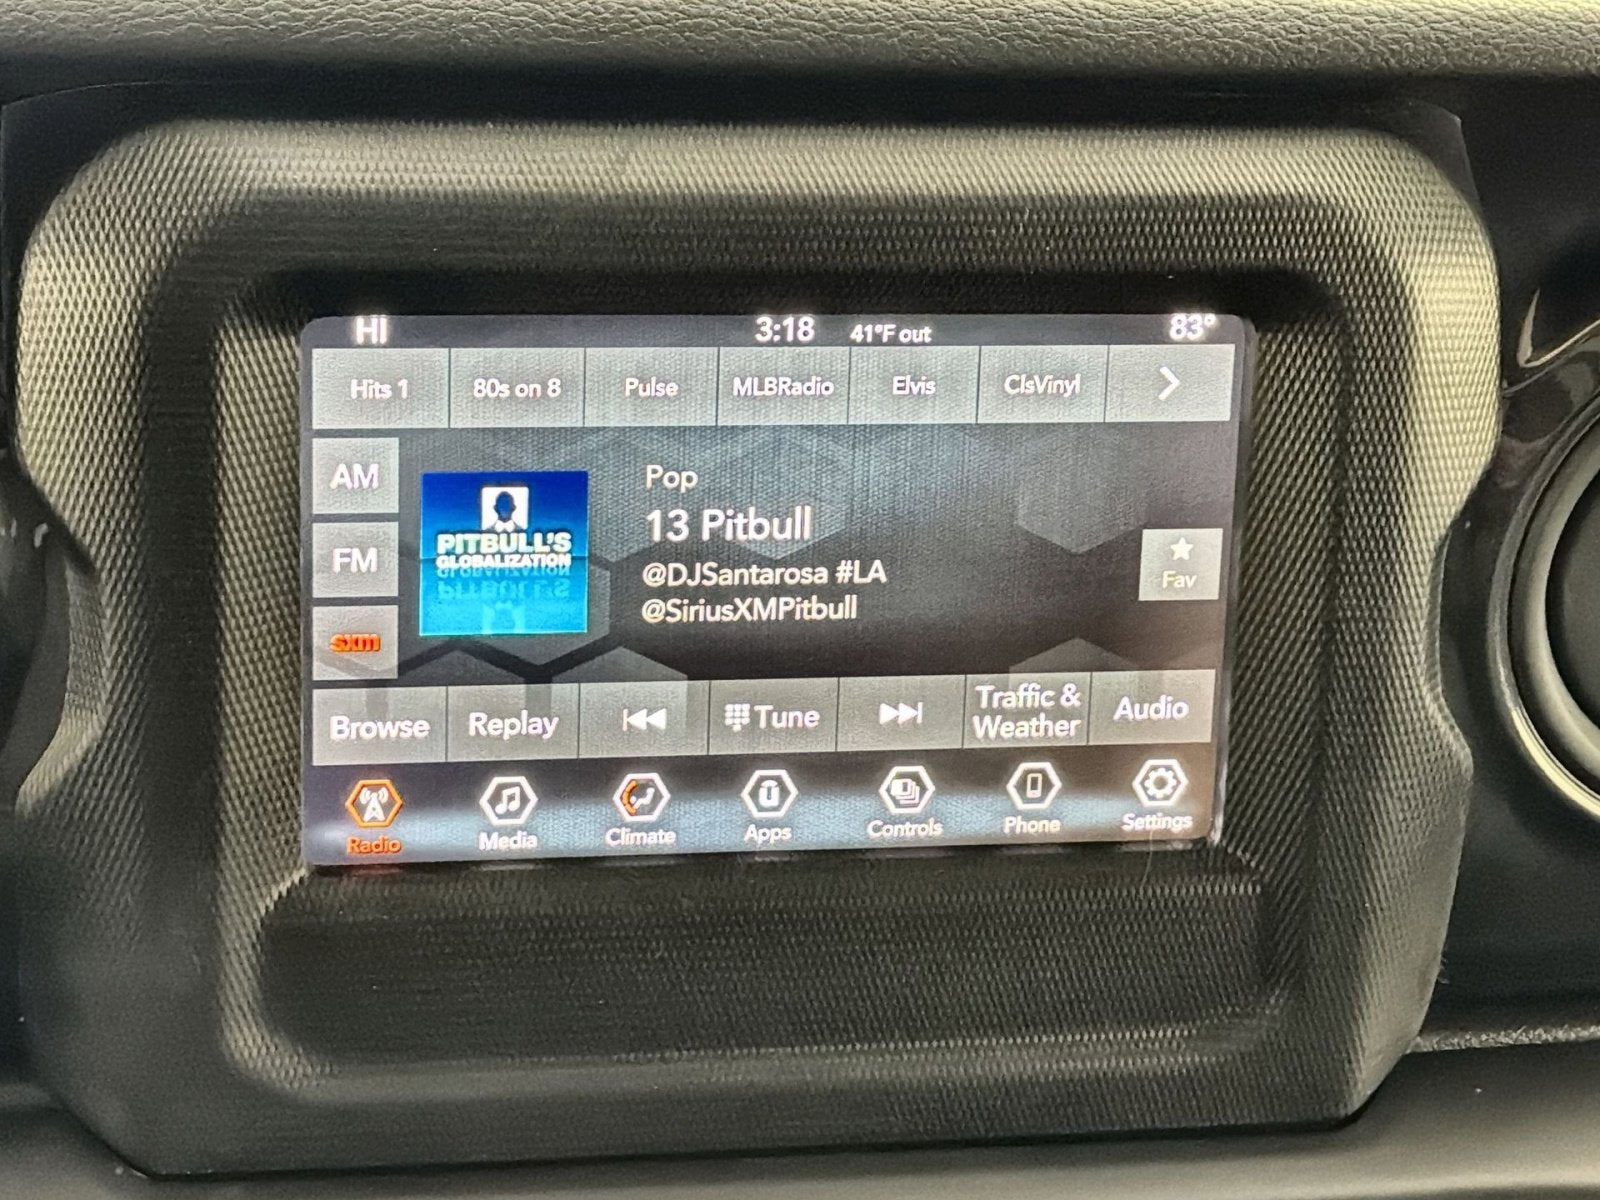 HI 3:18 41°F out 83°
Hits 1 80s on 8 Pulse MLBRadio Elvis ClsVinyl
AM
FM
sxm
PITBULL'S
GLOBALIZATION
Pop
13 Pitbull
@DJSantarosa #LA
@SiriusXMPitbull
Fav
Browse Replay Tune Traffic & Weather Audio
Radio Media Climate Apps Controls Phone Settings